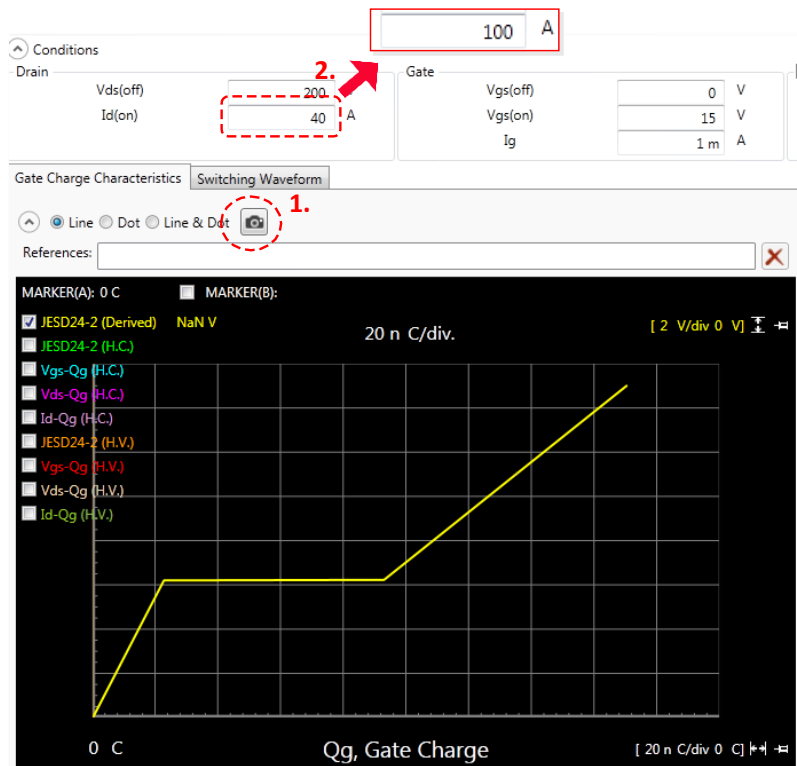 100 A
Conditions
2.
Drain
Gate
Vds(off) 200
Vgs(off) 0 V
Id(on) 40 A
Vgs(on) 15 V
Ig 1 m A
Gate Charge Characteristics Switching Waveform
1.
Line Dot Line & Dot
References:
MARKER(A): 0 C MARKER(B):
JESD24-2 (Derived) NaN V
20 n C/div.
[ 2 V/div 0 V]
JESD24-2 (H.C.)
Vgs-Qg (H.C.)
Vds-Qg (H.C.)
Id-Qg (H.C.)
JESD24-2 (H.V.)
Vgs-Qg (H.V.)
Vds-Qg (H.V.)
Id-Qg (H.V.)
0 C
Qg, Gate Charge
[ 20 n C/div 0 C]